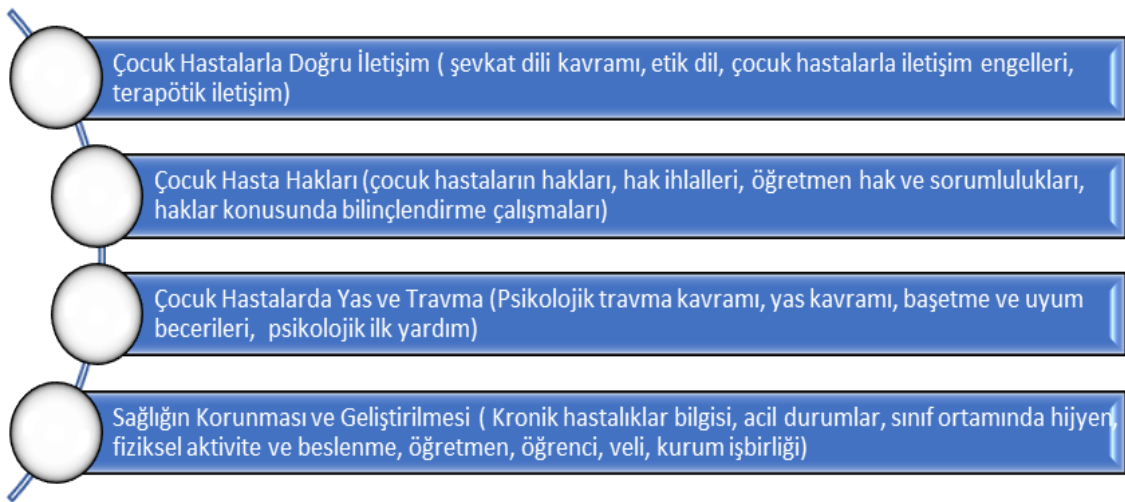 Çocuk Hastalarla Doğru İletişim ( şevkat dili kavramı, etik dil, çocuk hastalarla iletişim engelleri,
terapötik iletişim)
Çocuk Hasta Hakları (çocuk hastaların hakları, hak ihlalleri, öğretmen hak ve sorumlulukları,
haklar konusunda bilinçlendirme çalışmaları)
Çocuk Hastalarda Yas ve Travma (Psikolojik travma kavramı, yas kavramı, başetme ve uyum
becerileri, psikolojik ilk yardım)
Sağlığın Korunması ve Geliştirilmesi ( Kronik hastalıklar bilgisi, acil durumlar, sınıf ortamında hijyen,
fiziksel aktivite ve beslenme, öğretmen, öğrenci, veli, kurum işbirliği)